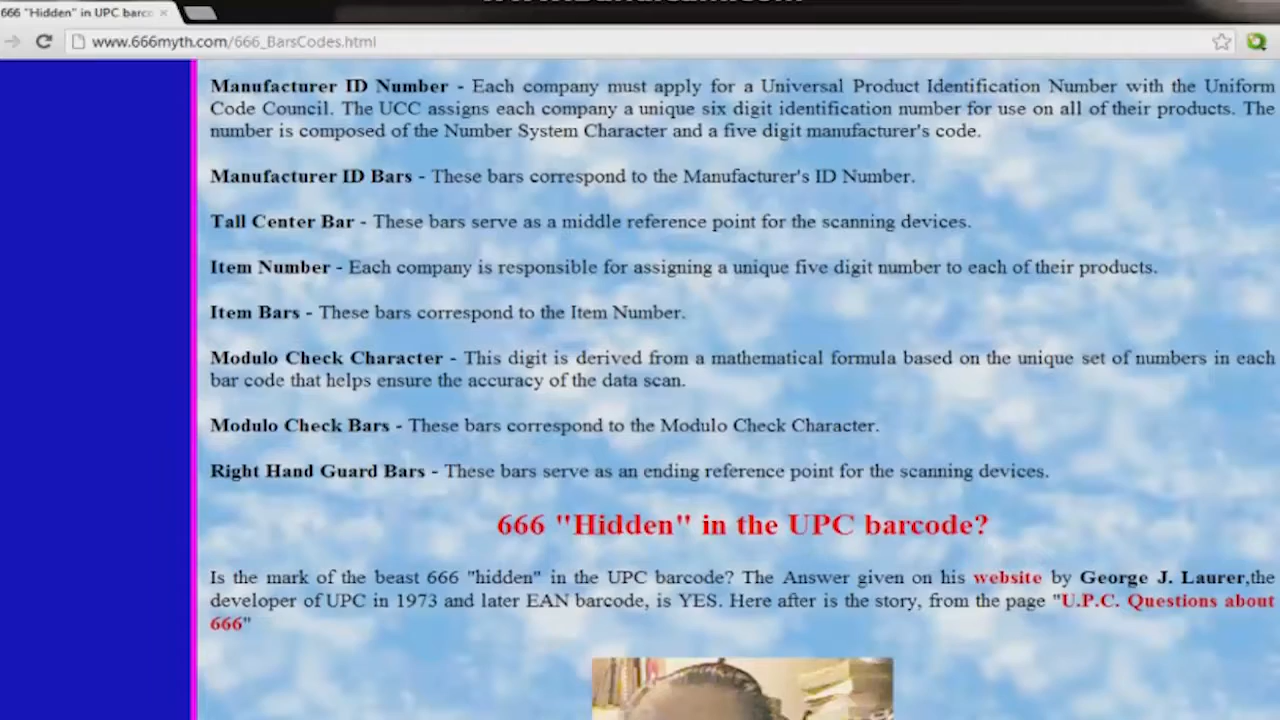 666 "Hidden" in UPC barc
www.666myth.com/666_BarsCodes.html
Manufacturer ID Number - Each company must apply for a Universal Product Identification Number with the Uniform
Code Council. The UCC assigns each company a unique six digit identification number for use on all of their products. The
number is composed of the Number System Character and a five digit manufacturer's code.
Manufacturer ID Bars - These bars correspond to the Manufacturer's ID Number.
Tall Center Bar - These bars serve as a middle reference point for the scanning devices.
Item Number - Each company is responsible for assigning a unique five digit number to each of their products.
Item Bars - These bars correspond to the Item Number.
Modulo Check Character - This digit is derived from a mathematical formula based on the unique set of numbers in each
bar code that helps ensure the accuracy of the data scan.
Modulo Check Bars - These bars correspond to the Modulo Check Character.
Right Hand Guard Bars - These bars serve as an ending reference point for the scanning devices.
666 "Hidden" in the UPC barcode?
Is the mark of the beast 666 "hidden" in the UPC barcode? The Answer given on his website by George J. Laurer,the
developer of UPC in 1973 and later EAN barcode, is YES. Here after is the story, from the page "U.P.C. Questions about
666"